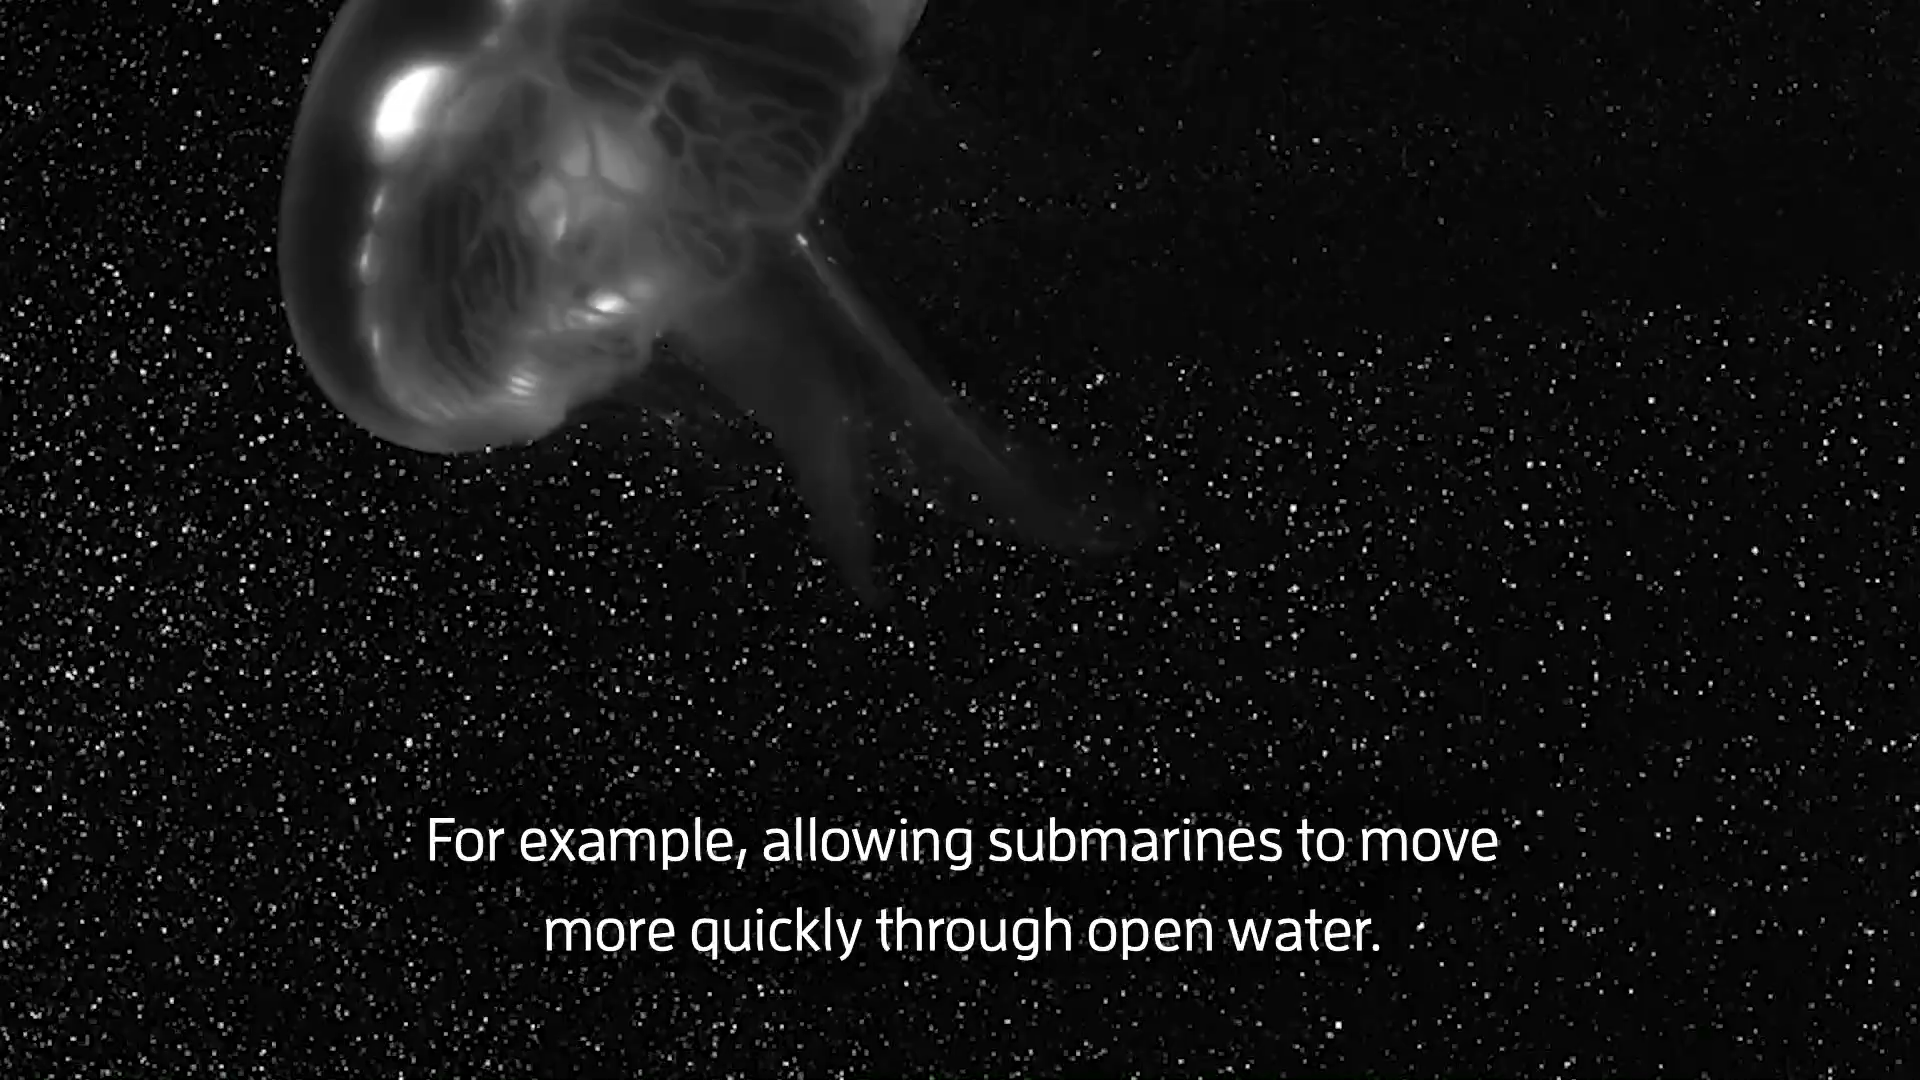 For example, allowing submarines to move
more quickly through open water.